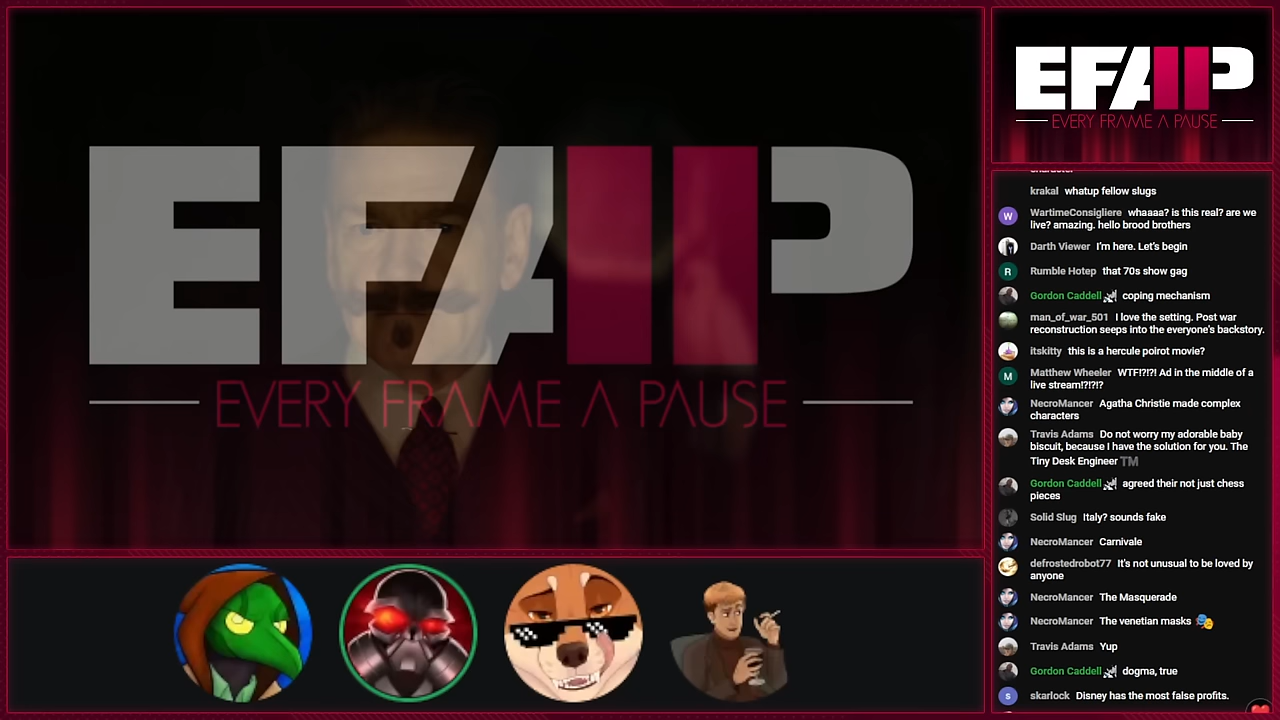 EFAP
EVERY FRAME A PAUSE
EFAP
EVERY FRAME A PAUSE
character
krakal whatup fellow slugs
W
WartimeConsigliere whaaaa? is this real? are we
live? amazing. hello brood brothers
Darth Viewer I'm here. Let's begin
R
Rumble Hotep that 70s show gag
Gordon Caddell coping mechanism
man_of_war_501 I love the setting. Post war
reconstruction seeps into the everyone's backstory.
itskitty this is a hercule poirot movie?
M
Matthew Wheeler WTF!?!?! Ad in the middle of a
live stream!?!?!?
NecroMancer Agatha Christie made complex
characters
Travis Adams Do not worry my adorable baby
biscuit, because I have the solution for you. The
Tiny Desk Engineer ™️
Gordon Caddell agreed their not just chess
pieces
Solid Slug Italy? sounds fake
NecroMancer Carnivale
defrostedrobot77 It's not unusual to be loved by
anyone
NecroMancer The Masquerade
NecroMancer The venetian masks 🎭
Travis Adams Yup
Gordon Caddell dogma, true
S
skarlock Disney has the most false profits.